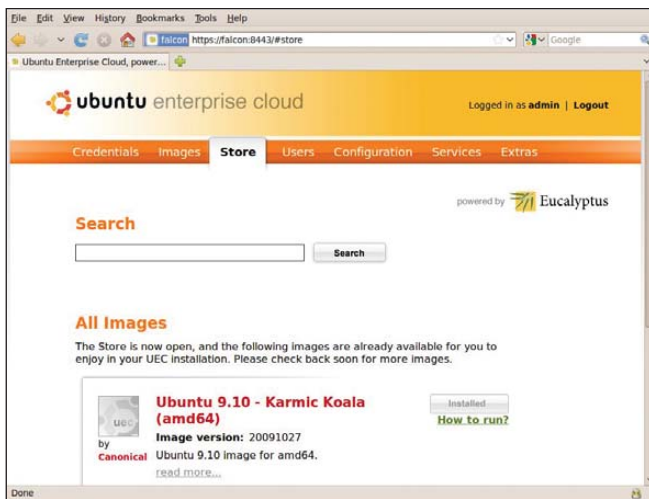 File Edit View History Bookmarks Tools Help
falcon https://falcon:8443/#store Google
Ubuntu Enterprise Cloud, power...
ubuntu enterprise cloud
Logged in as admin | Logout
Credentials Images Store Users Configuration Services Extras
powered by Eucalyptus
Search
Search
All Images
The Store is now open, and the following images are already available for you to
enjoy in your UEC installation. Please check back soon for more images.
Ubuntu 9.10 - Karmic Koala
(amd64)
Installed
How to run?
uec
by
Canonical
Image version: 20091027
Ubuntu 9.10 image for amd64.
read more...
Done